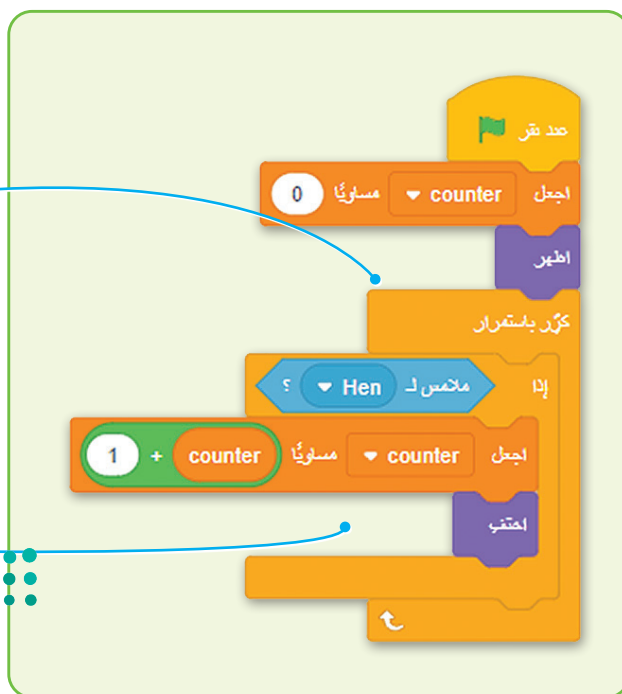 عند نقر
اجعل counter مساويًا 0
اظهر
كرّر باستمرار
إذا ملامس لـ Hen ؟
اجعل counter مساويًا counter + 1
اختفِ